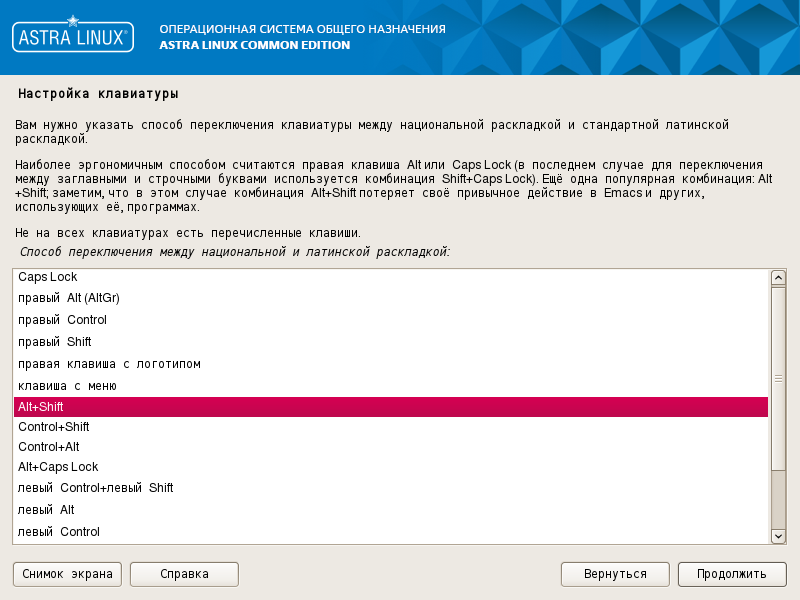 ASTRA LINUX®
ОПЕРАЦИОННАЯ СИСТЕМА ОБЩЕГО НАЗНАЧЕНИЯ
ASTRA LINUX COMMON EDITION
Настройка клавиатуры
Вам нужно указать способ переключения клавиатуры между национальной раскладкой и стандартной латинской
раскладкой.
Наиболее эргономичным способом считаются правая клавиша Alt или Caps Lock (в последнем случае для переключения
между заглавными и строчными буквами используется комбинация Shift+Caps Lock). Ещё одна популярная комбинация: Alt
+Shift; заметим, что в этом случае комбинация Alt+Shift потеряет своё привычное действие в Emacs и других,
использующих её, программах.
Не на всех клавиатурах есть перечисленные клавиши.
Способ переключения между национальной и латинской раскладкой:
Caps Lock
правый Alt (AltGr)
правый Control
правый Shift
правая клавиша с логотипом
клавиша с меню
Alt+Shift
Control+Shift
Control+Alt
Alt+Caps Lock
левый Control+левый Shift
левый Alt
левый Control
Снимок экрана
Справка
Вернуться
Продолжить